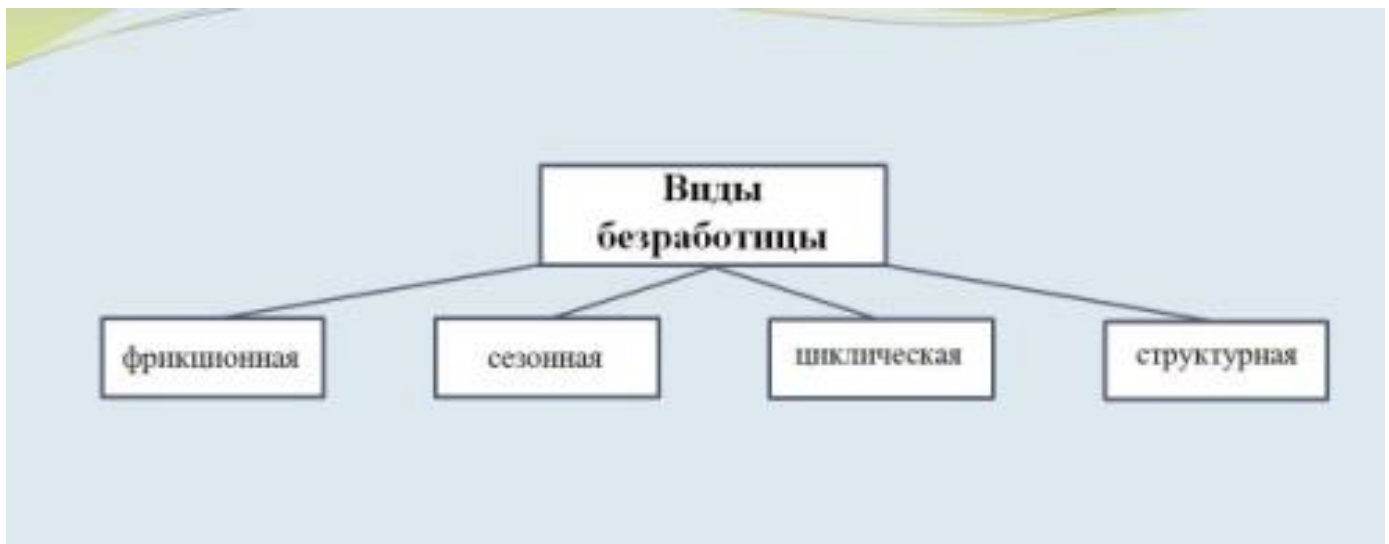 Виды
безработицы
фрикционная
сезонная
циклическая
структурная